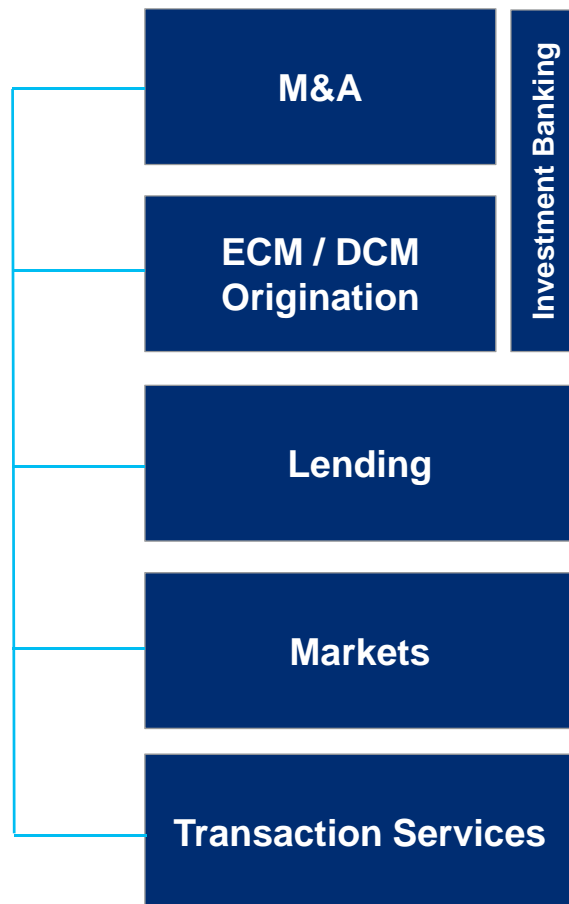 M&A
Investment Banking
ECM / DCM
Origination
Lending
Markets
Transaction Services